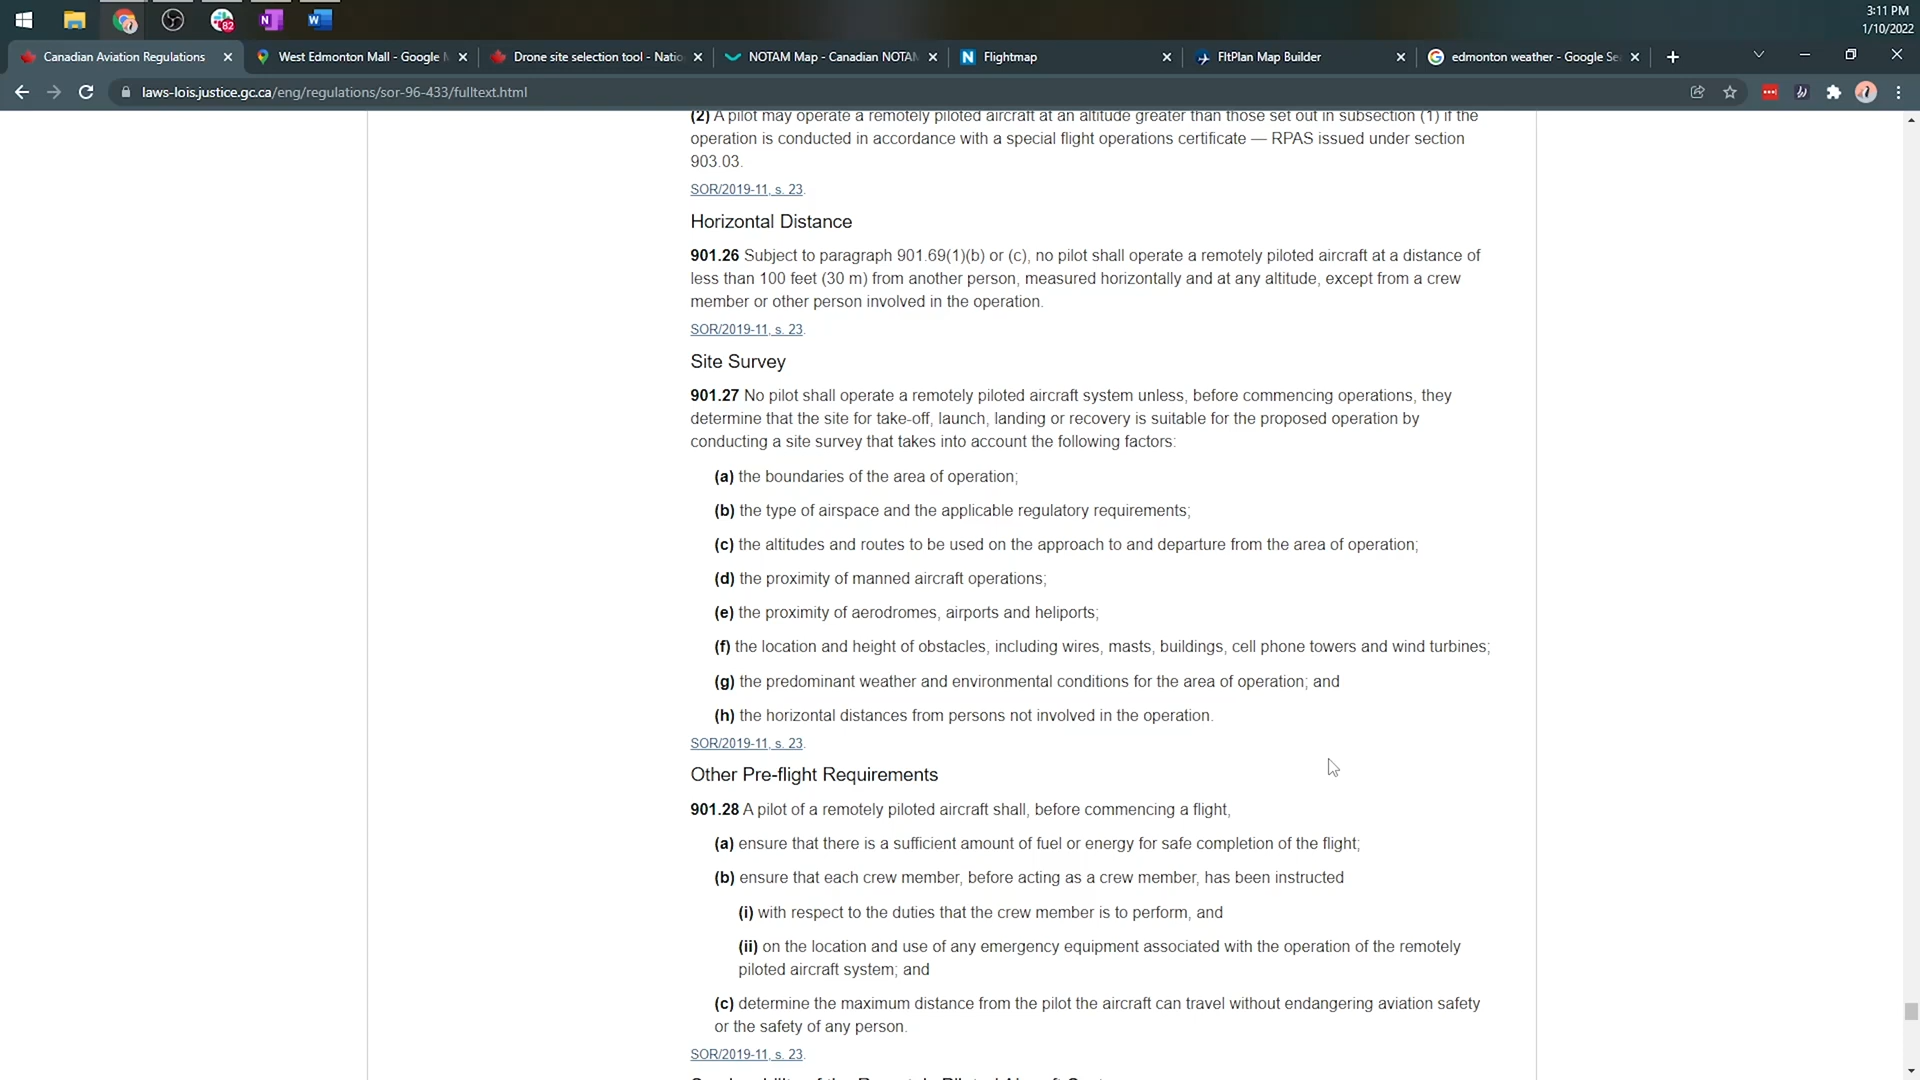 3:11 PM
1/10/2022
82
Canadian Aviation Regulations
West Edmonton Mall - Google M
Drone site selection tool - Natio
NOTAM Map - Canadian NOTAM
Flightmap
FltPlan Map Builder
edmonton weather - Google Se
laws-lois.justice.gc.ca/eng/regulations/sor-96-433/fulltext.html
(2) A pilot may operate a remotely piloted aircraft at an altitude greater than those set out in subsection (1) if the
operation is conducted in accordance with a special flight operations certificate — RPAS issued under section
903.03.
SOR/2019-11, s. 23.
Horizontal Distance
901.26 Subject to paragraph 901.69(1)(b) or (c), no pilot shall operate a remotely piloted aircraft at a distance of
less than 100 feet (30 m) from another person, measured horizontally and at any altitude, except from a crew
member or other person involved in the operation.
SOR/2019-11, s. 23.
Site Survey
901.27 No pilot shall operate a remotely piloted aircraft system unless, before commencing operations, they
determine that the site for take-off, launch, landing or recovery is suitable for the proposed operation by
conducting a site survey that takes into account the following factors:
(a) the boundaries of the area of operation;
(b) the type of airspace and the applicable regulatory requirements;
(c) the altitudes and routes to be used on the approach to and departure from the area of operation;
(d) the proximity of manned aircraft operations;
(e) the proximity of aerodromes, airports and heliports;
(f) the location and height of obstacles, including wires, masts, buildings, cell phone towers and wind turbines;
(g) the predominant weather and environmental conditions for the area of operation; and
(h) the horizontal distances from persons not involved in the operation.
SOR/2019-11, s. 23.
Other Pre-flight Requirements
901.28 A pilot of a remotely piloted aircraft shall, before commencing a flight,
(a) ensure that there is a sufficient amount of fuel or energy for safe completion of the flight;
(b) ensure that each crew member, before acting as a crew member, has been instructed
(i) with respect to the duties that the crew member is to perform, and
(ii) on the location and use of any emergency equipment associated with the operation of the remotely
piloted aircraft system; and
(c) determine the maximum distance from the pilot the aircraft can travel without endangering aviation safety
or the safety of any person.
SOR/2019-11, s. 23.